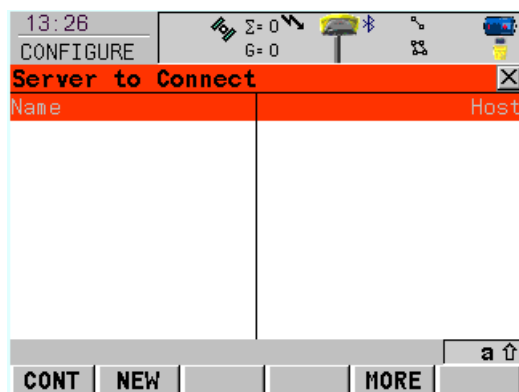 13:26
CONFIGURE
Σ= 0
G= 0
Server to Connect
Name Host
a
CONT NEW MORE